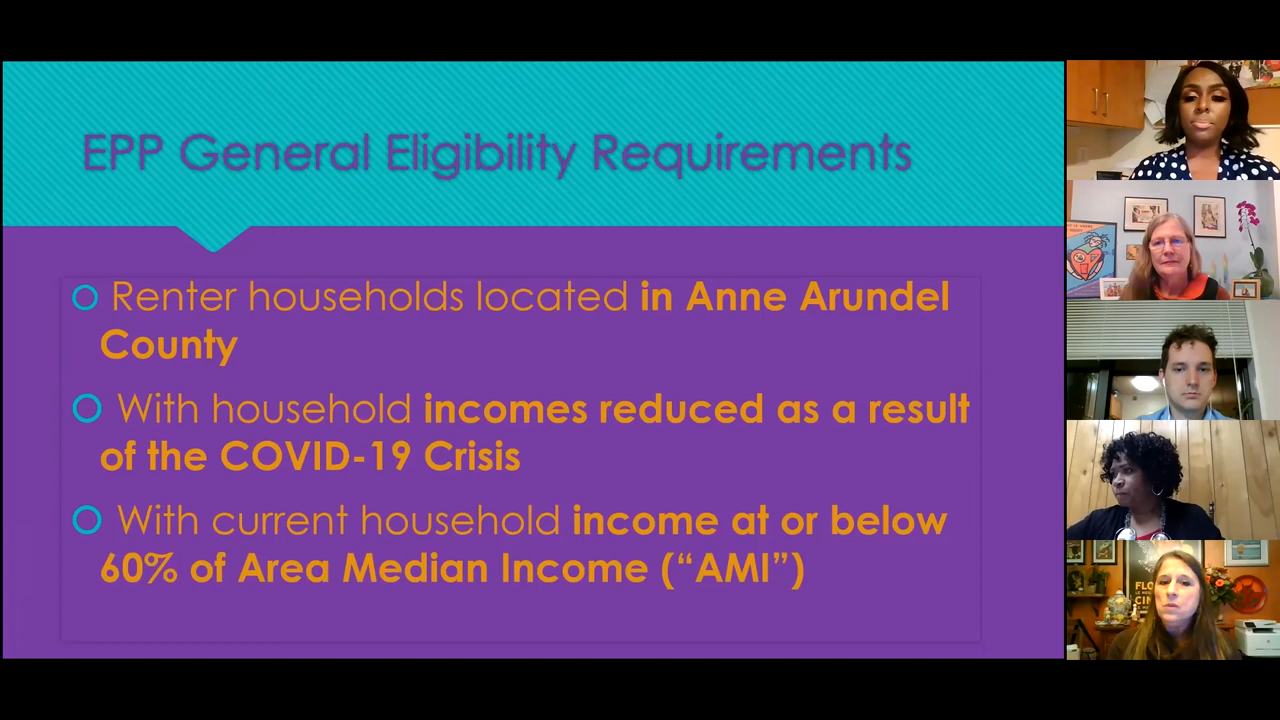 EPP General Eligibility Requirements
Renter households located in Anne Arundel
County
With household incomes reduced as a result
of the COVID-19 Crisis
With current household income at or below
60% of Area Median Income (“AMI”)